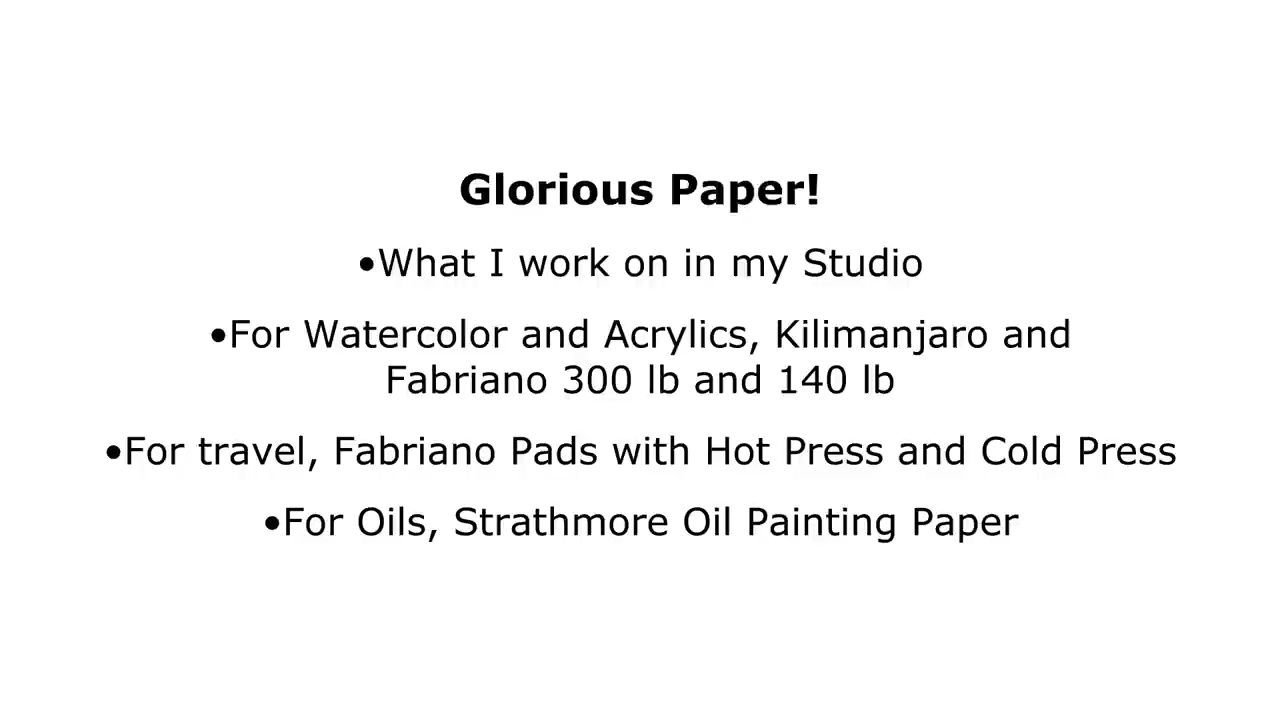 Glorious Paper!
•What I work on in my Studio
•For Watercolor and Acrylics, Kilimanjaro and
Fabriano 300 lb and 140 lb
•For travel, Fabriano Pads with Hot Press and Cold Press
•For Oils, Strathmore Oil Painting Paper